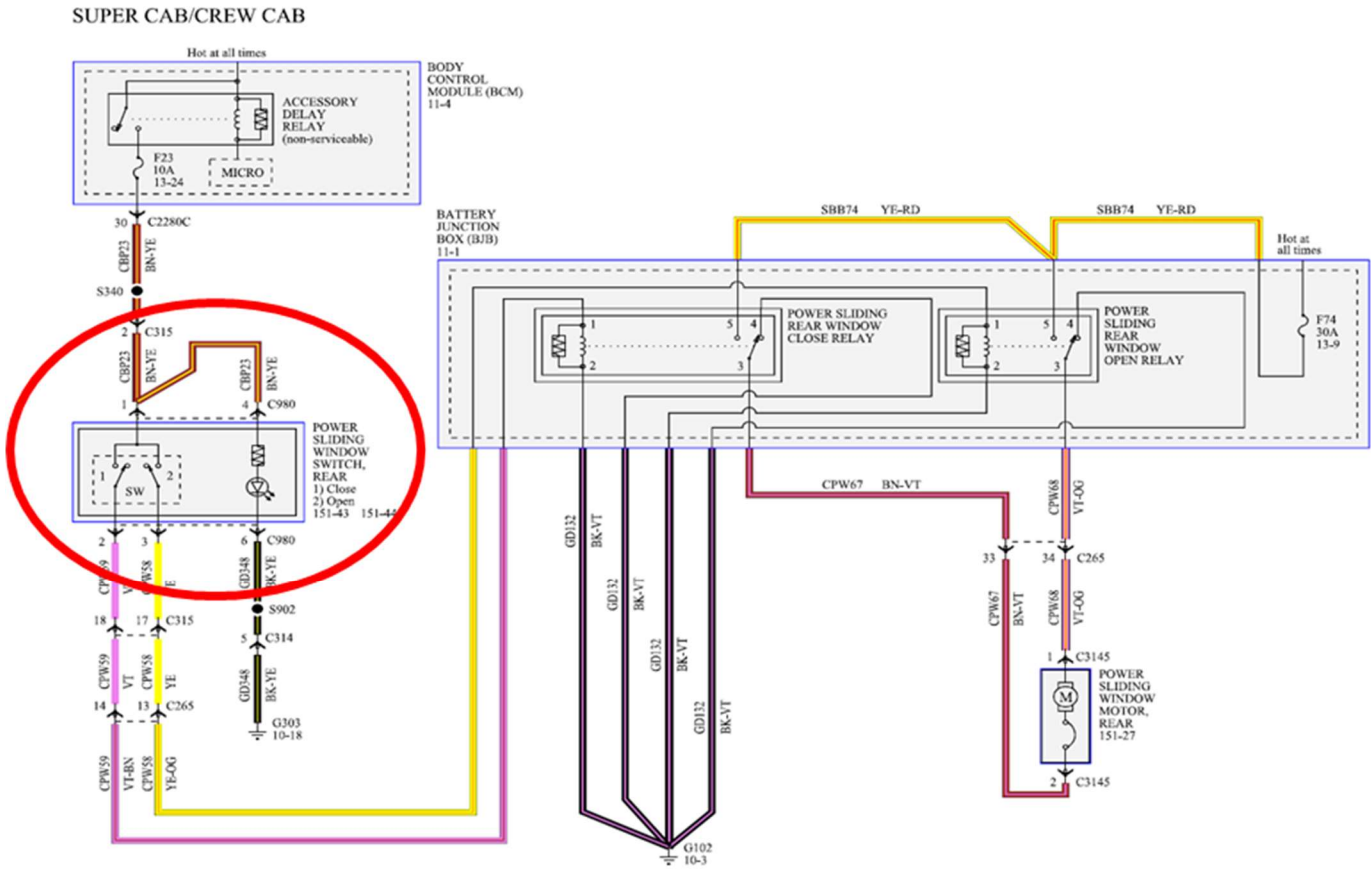 SUPER CAB/CREW CAB
Hot at all times
BODY
CONTROL
MODULE (BCM)
11-4
ACCESSORY
DELAY
RELAY
(non-serviceable)
F23
10A
13-24
MICRO
30
C2280C
CBP23
BN-YE
S340
2
C315
CBP23
BN-YE
CBP23
BN-YE
1
4
C980
POWER
SLIDING
WINDOW
SWITCH,
REAR
1) Close
2) Open
151-43 151-44
1
2
SW
2
3
6
C980
CPW59
CPW58
GD348
BK-YE
S902
18
17
C315
5
C314
CPW59
VT
CPW58
YE
GD348
BK-YE
14
13
C265
G303
10-18
CPW59
VT-BN
CPW58
YE-OG
BATTERY
JUNCTION
BOX (BJB)
11-1
SBB74 YE-RD
SBB74 YE-RD
Hot at
all times
1
2
5
4
3
POWER SLIDING
REAR WINDOW
CLOSE RELAY
1
2
5
4
3
POWER
SLIDING
REAR
WINDOW
OPEN RELAY
F74
30A
13-9
GD132
BK-VT
GD132
BK-VT
GD132
BK-VT
GD132
BK-VT
G102
10-3
CPW67 BN-VT
CPW68
VT-OG
33
34
C265
CPW67
BN-VT
CPW68
VT-OG
1
C3145
M
POWER
SLIDING
WINDOW
MOTOR,
REAR
151-27
2
C3145